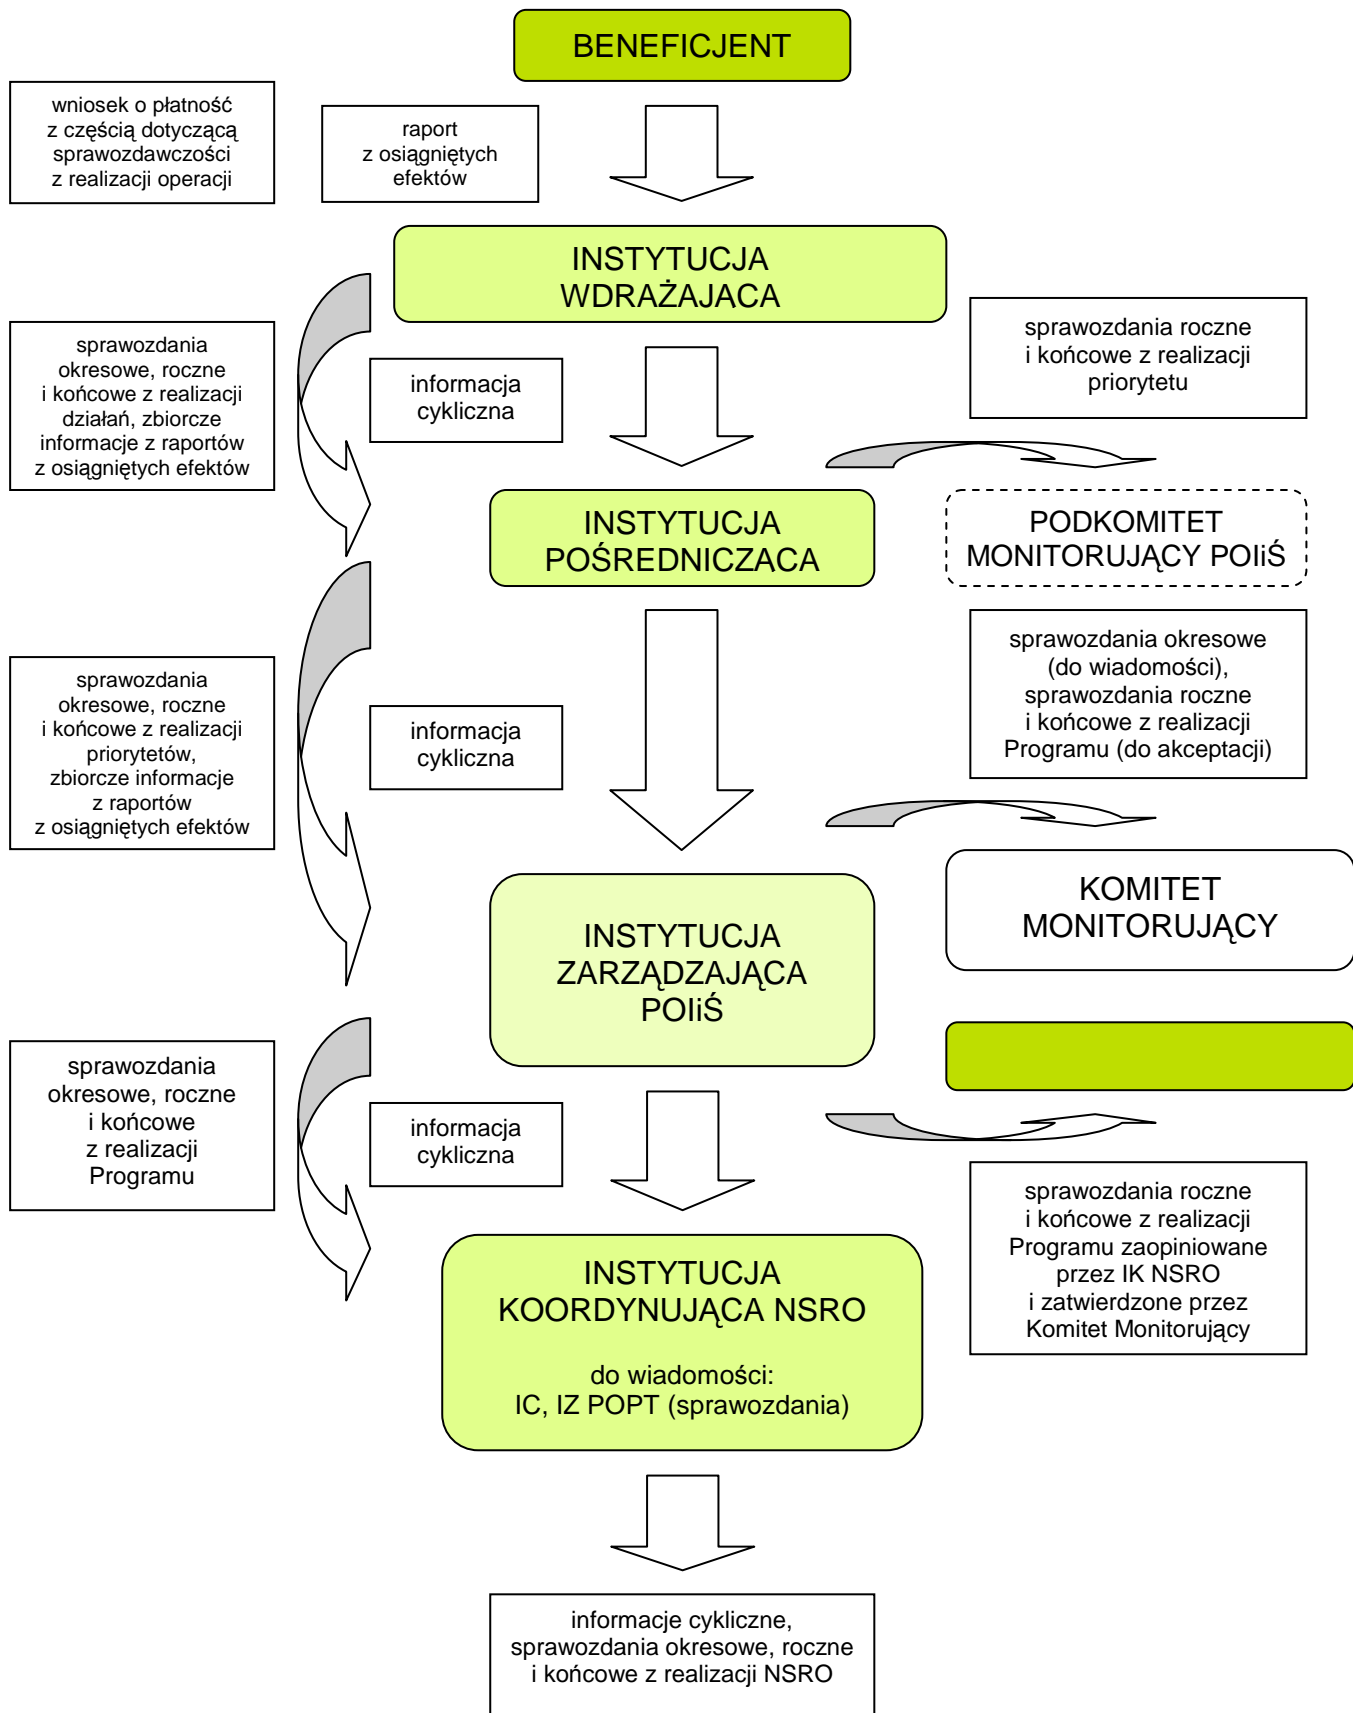 BENEFICJENT
wniosek o płatność
z częścią dotyczącą
sprawozdawczości
z realizacji operacji
raport
z osiągniętych
efektów
INSTYTUCJA
WDRAŻAJACA
sprawozdania
okresowe, roczne
i końcowe z realizacji
działań, zbiorcze
informacje z raportów
z osiągniętych efektów
informacja
cykliczna
sprawozdania roczne
i końcowe z realizacji
priorytetu
INSTYTUCJA
POŚREDNICZĄCA
PODKOMITET
MONITORUJĄCY POIiŚ
sprawozdania
okresowe, roczne
i końcowe z realizacji
priorytetów,
zbiorcze informacje
z raportów
z osiągniętych efektów
informacja
cykliczna
sprawozdania okresowe
(do wiadomości),
sprawozdania roczne
i końcowe z realizacji
Programu (do akceptacji)
INSTYTUCJA
ZARZĄDZAJĄCA
POIiŚ
KOMITET
MONITORUJĄCY
sprawozdania
okresowe, roczne
i końcowe
z realizacji
Programu
informacja
cykliczna
sprawozdania roczne
i końcowe z realizacji
Programu zaopiniowane
przez IK NSRO
i zatwierdzone przez
Komitet Monitorujący
INSTYTUCJA
KOORDYNUJĄCA NSRO
do wiadomości:
IC, IZ POPT (sprawozdania)
informacje cykliczne,
sprawozdania okresowe, roczne
i końcowe z realizacji NSRO